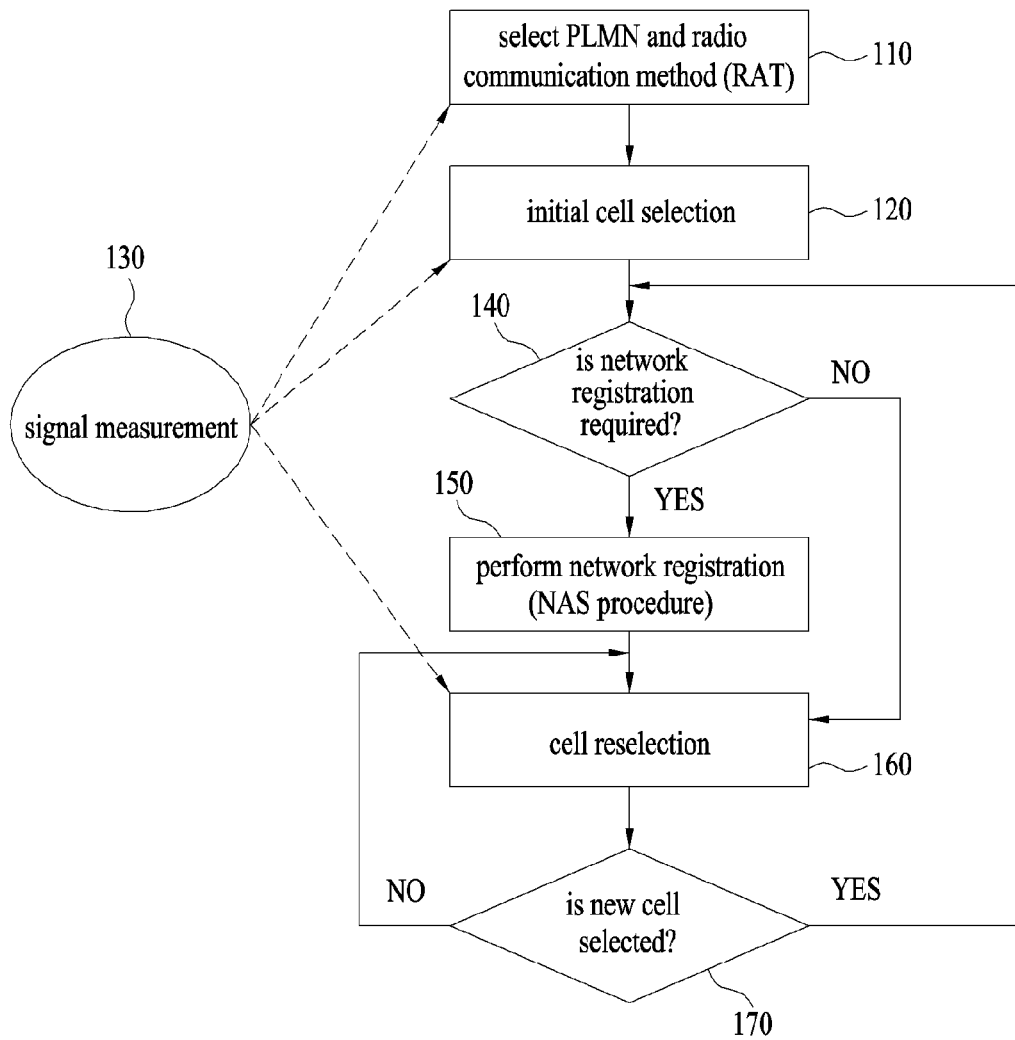 select PLMN and radio
communication method (RAT)
110
initial cell selection
120
130
signal measurement
140
is network
registration
required?
NO
YES
150
perform network registration
(NAS procedure)
cell reselection
160
NO
is new cell
selected?
YES
170